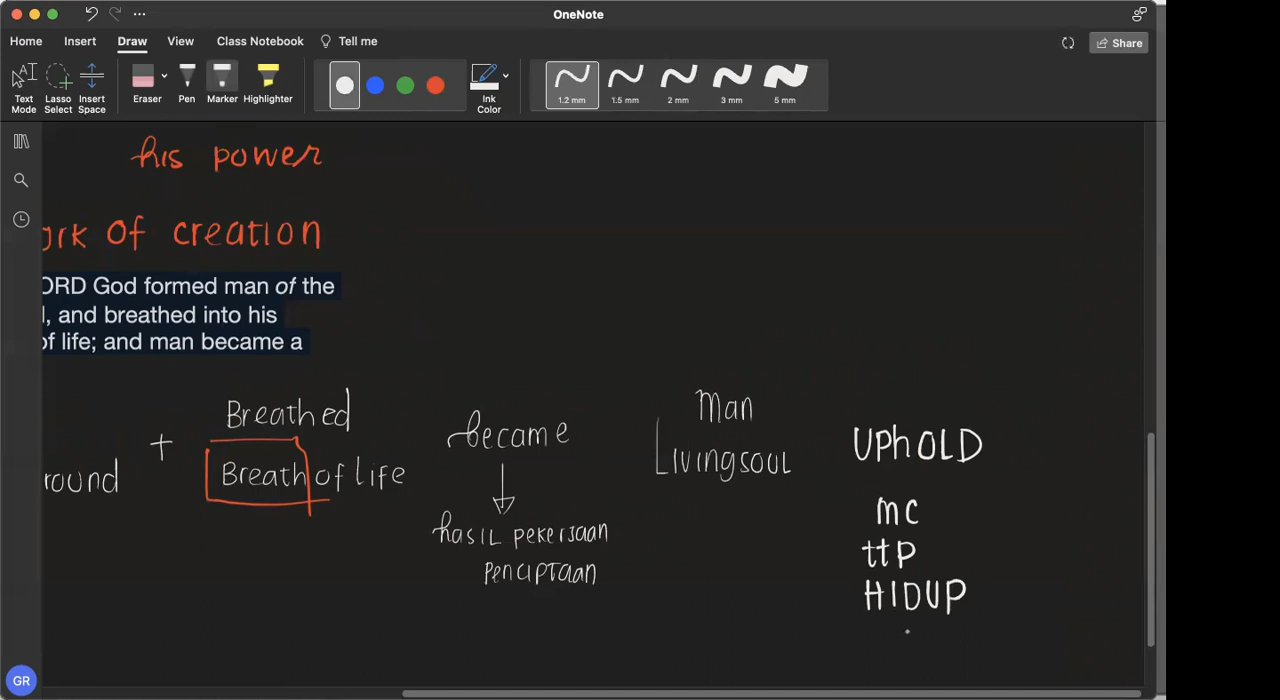 OneNote
Home Insert Draw View Class Notebook Tell me
Share
Text Mode
Lasso Select
Insert Space
Eraser
Pen
Marker
Highlighter
Ink Color
1.2 mm
1.5 mm
2 mm
3 mm
5 mm
his power
ork of creation
ORD God formed man of the
l, and breathed into his
of life; and man became a
Breathed
+
round
Breath of life
became
hasil pekerjaan
penciptaan
Man
Livingsoul
UPhOLD
mc
ttp
HIDUP
GR